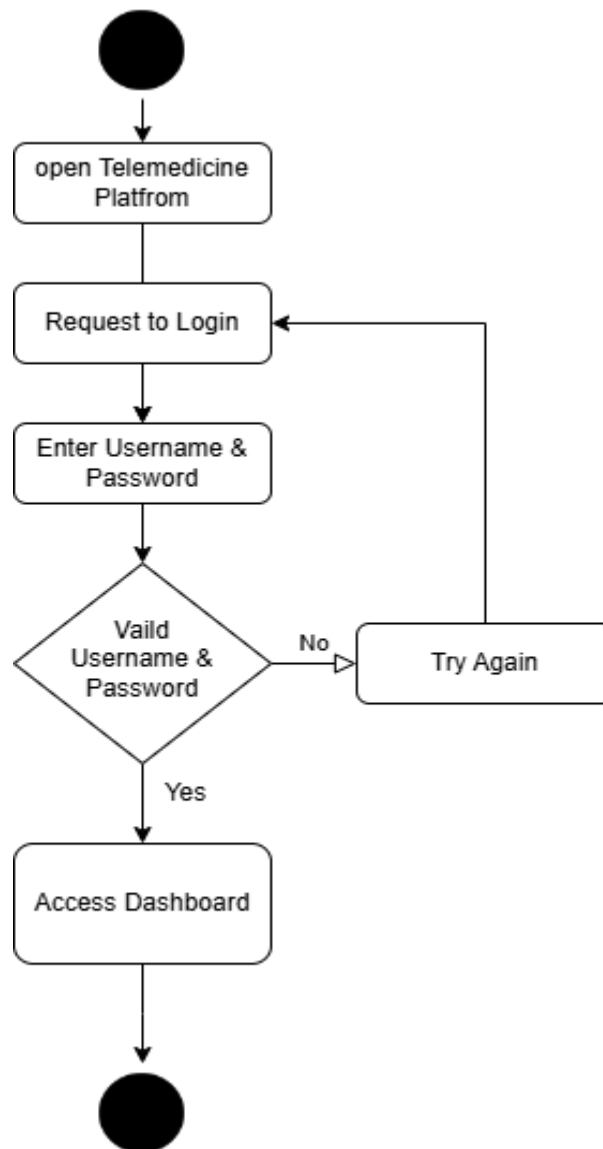 open Telemedicine
Platfrom
Request to Login
Enter Username &
Password
Vaild
Username &
Password
No
Try Again
Yes
Access Dashboard